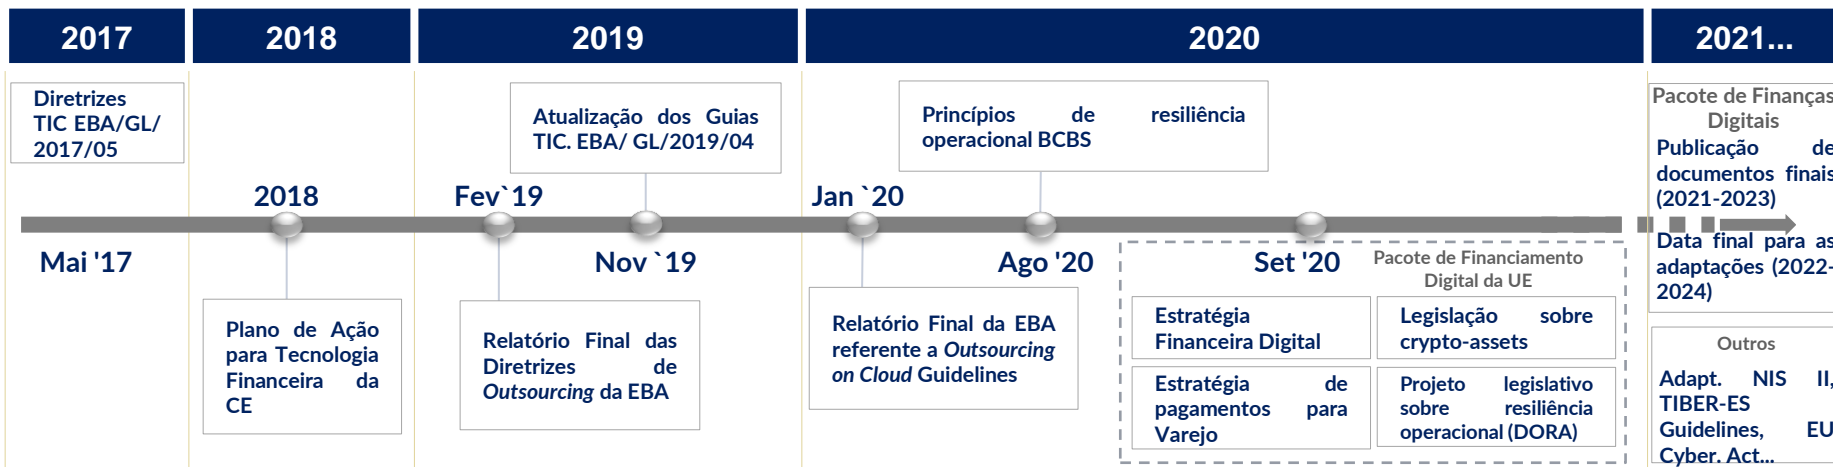 2017
2018
2019
2020
2021...
Diretrizes
TIC EBA/GL/
2017/05
Mai '17
2018
Plano de Ação
para Tecnologia
Financeira da
CE
Fev`19
Relatório Final das
Diretrizes de
Outsourcing da EBA
Atualização dos Guias
TIC. EBA/ GL/2019/04
Nov `19
Jan `20
Relatório Final da EBA
referente a Outsourcing
on Cloud Guidelines
Princípios de resiliência
operacional BCBS
Ago '20
Set '20
Pacote de Financiamento
Digital da UE
Estratégia
Financeira Digital
Legislação sobre
crypto-assets
Estratégia de
pagamentos para
Varejo
Projeto legislativo
sobre resiliência
operacional (DORA)
Pacote de Finanças
Digitais
Publicação de
documentos finais
(2021-2023)
Data final para as
adaptações (2022-
2024)
Outros
Adapt. NIS II,
TIBER-ES
Guidelines, EU
Cyber. Act...